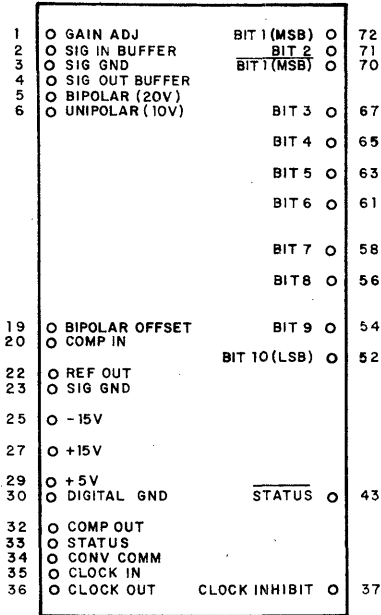 1 O GAIN ADJ BIT 1 (MSB) O 72
2 O SIG IN BUFFER BIT 2 O 71
3 O SIG GND BIT 1 (MSB) O 70
4 O SIG OUT BUFFER
5 O BIPOLAR (20V)
6 O UNIPOLAR (10V) BIT 3 O 67
BIT 4 O 65
BIT 5 O 63
BIT 6 O 61
BIT 7 O 58
BIT8 O 56
19 O BIPOLAR OFFSET BIT 9 O 54
20 O COMP IN
BIT 10 (LSB) O 52
22 O REF OUT
23 O SIG GND
25 O -15V
27 O +15V
29 O +5V
30 O DIGITAL GND STATUS O 43
32 O COMP OUT
33 O STATUS
34 O CONV COMM
35 O CLOCK IN
36 O CLOCK OUT CLOCK INHIBIT O 37